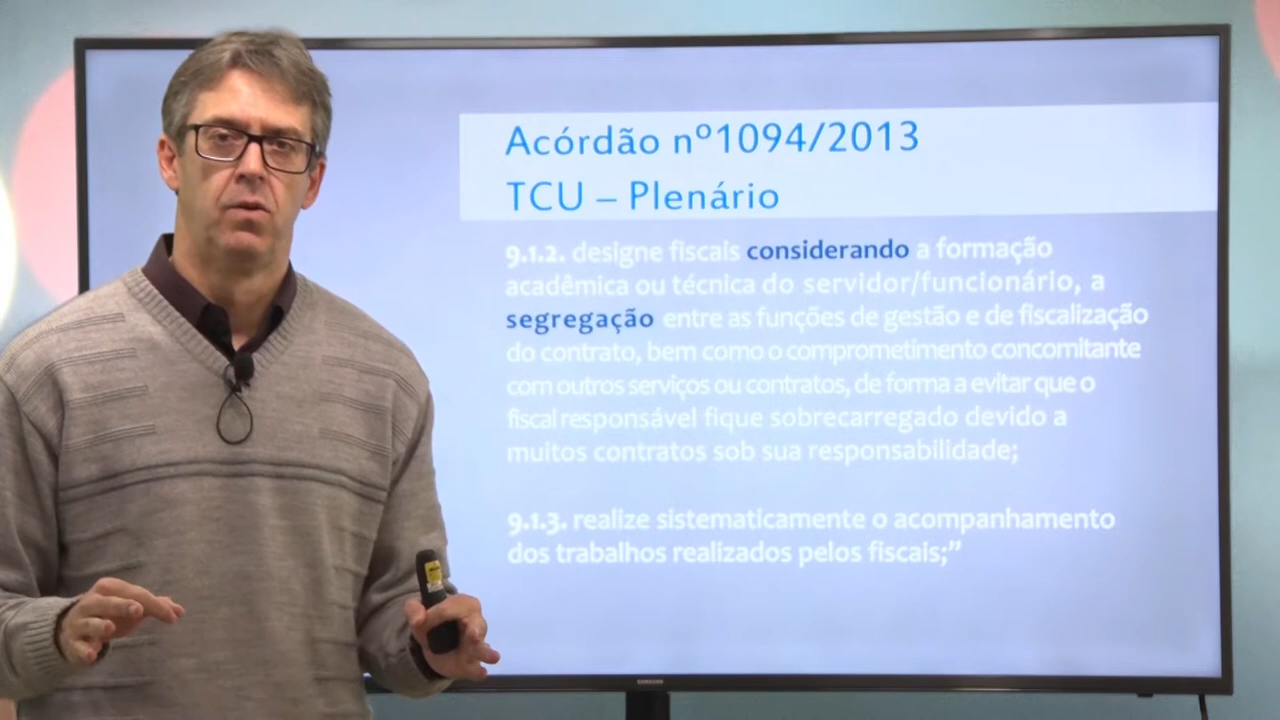 Acórdão nº1094/2013
TCU – Plenário
9.1.2. designe fiscais considerando a formação
acadêmica ou técnica do servidor/funcionário, a
segregação entre as funções de gestão e de fiscalização
do contrato, bem como o comprometimento concomitante
com outros serviços ou contratos, de forma a evitar que o
fiscal responsável fique sobrecarregado devido a
muitos contratos sob sua responsabilidade;
9.1.3. realize sistematicamente o acompanhamento
dos trabalhos realizados pelos fiscais;”
SAMSUNG